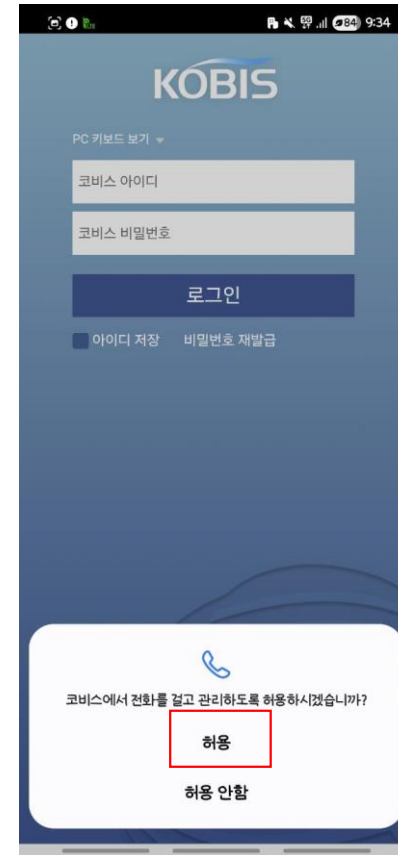 84 9:34
KOBIS
PC 키보드 보기
코비스 아이디
코비스 비밀번호
로그인
아이디 저장 비밀번호 재발급
코비스에서 전화를 걸고 관리하도록 허용하시겠습니까?
허용
허용 안함